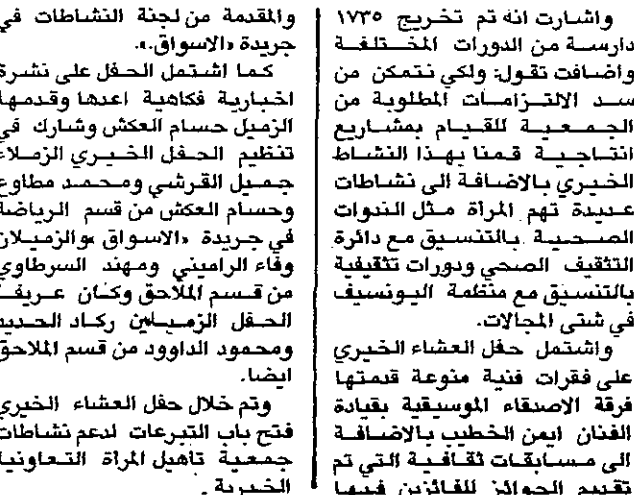 واشارت انه تم تخريج ١٧٣٥
دارسة من الدورات المختلفة
واضافت تقول: ولكي نتمكن من
سد الالتزامات المطلوبة من
الجمعية للقيام بمشاريع
انتاجية قمنا بهذا النشاط
الخيري بالاضافة الى نشاطات
عديدة تهم المرأة مثل الندوات
الصحية بالتنسيق مع دائرة
التثقيف الصحي ودورات تثقيفية
بالتنسيق مع منظمة اليونسيف
في شتى المجالات.
واشتمل حفل العشاء الخيري
على فقرات فنية منوعة قدمتها
فرقة الاصدقاء الموسيقية بقيادة
الفنان ايمن الخطيب بالاضافة
الى مسابقات ثقافية التي تم
تقديم الجوائز للفائزين فيها
والمقدمة من لجنة النشاطات في
جريدة «الاسواق».
كما اشتمل الحفل على نشرة
اخبارية فكاهية اعدها وقدمها
الزميل حسام العكش وشارك في
تنظيم الحفل الخيري الزملاء
جميل القرشي ومحمد مطاوع
وحسام العكش من قسم الرياضة
في جريدة «الاسواق» والزميلان
وفاء الراميني ومهند السرطاوي
من قسم الملاحق وكان عريفا
الحفل الزميلين ركاد الحديد
ومحمود الداوود من قسم الملاحق
ايضا.
وتم خلال حفل العشاء الخيري
فتح باب التبرعات لدعم نشاطات
جمعية تاهيل المرأة التعاونية
الخيرية.